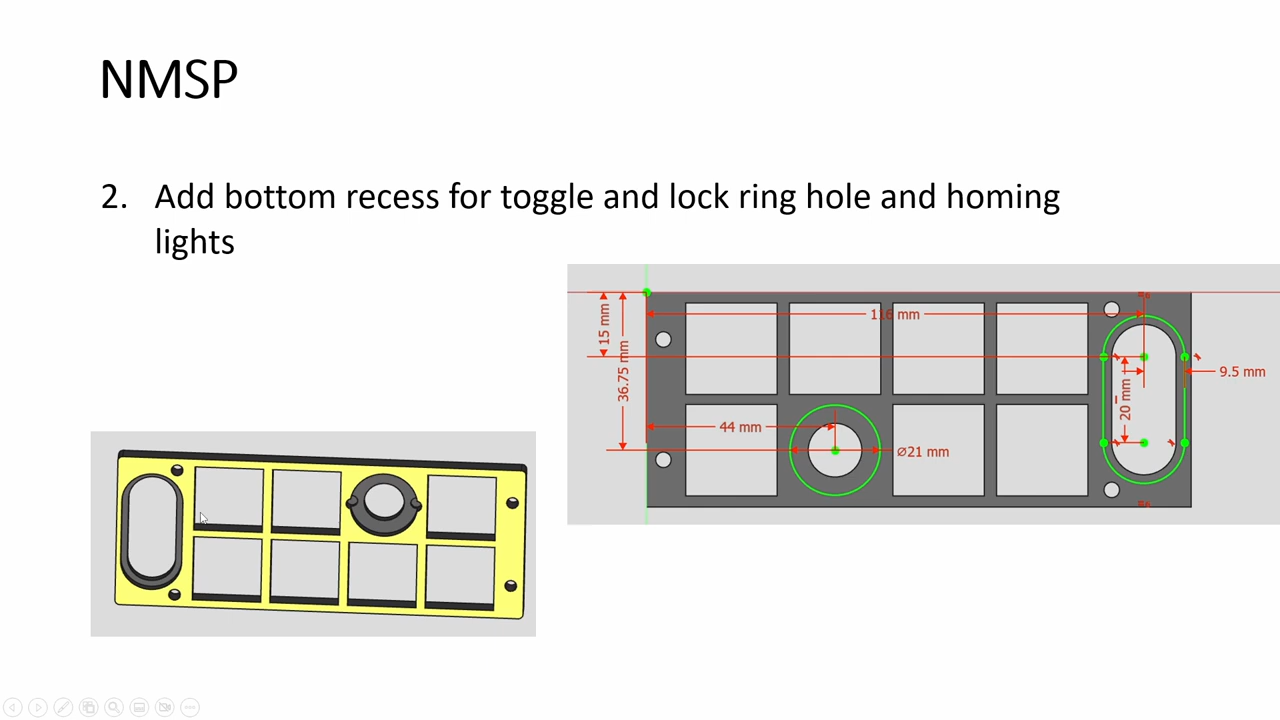 NMSP
2. Add bottom recess for toggle and lock ring hole and homing
lights
116 mm
15 mm
36.75 mm
9.5 mm
20 mm
44 mm
⌀21 mm